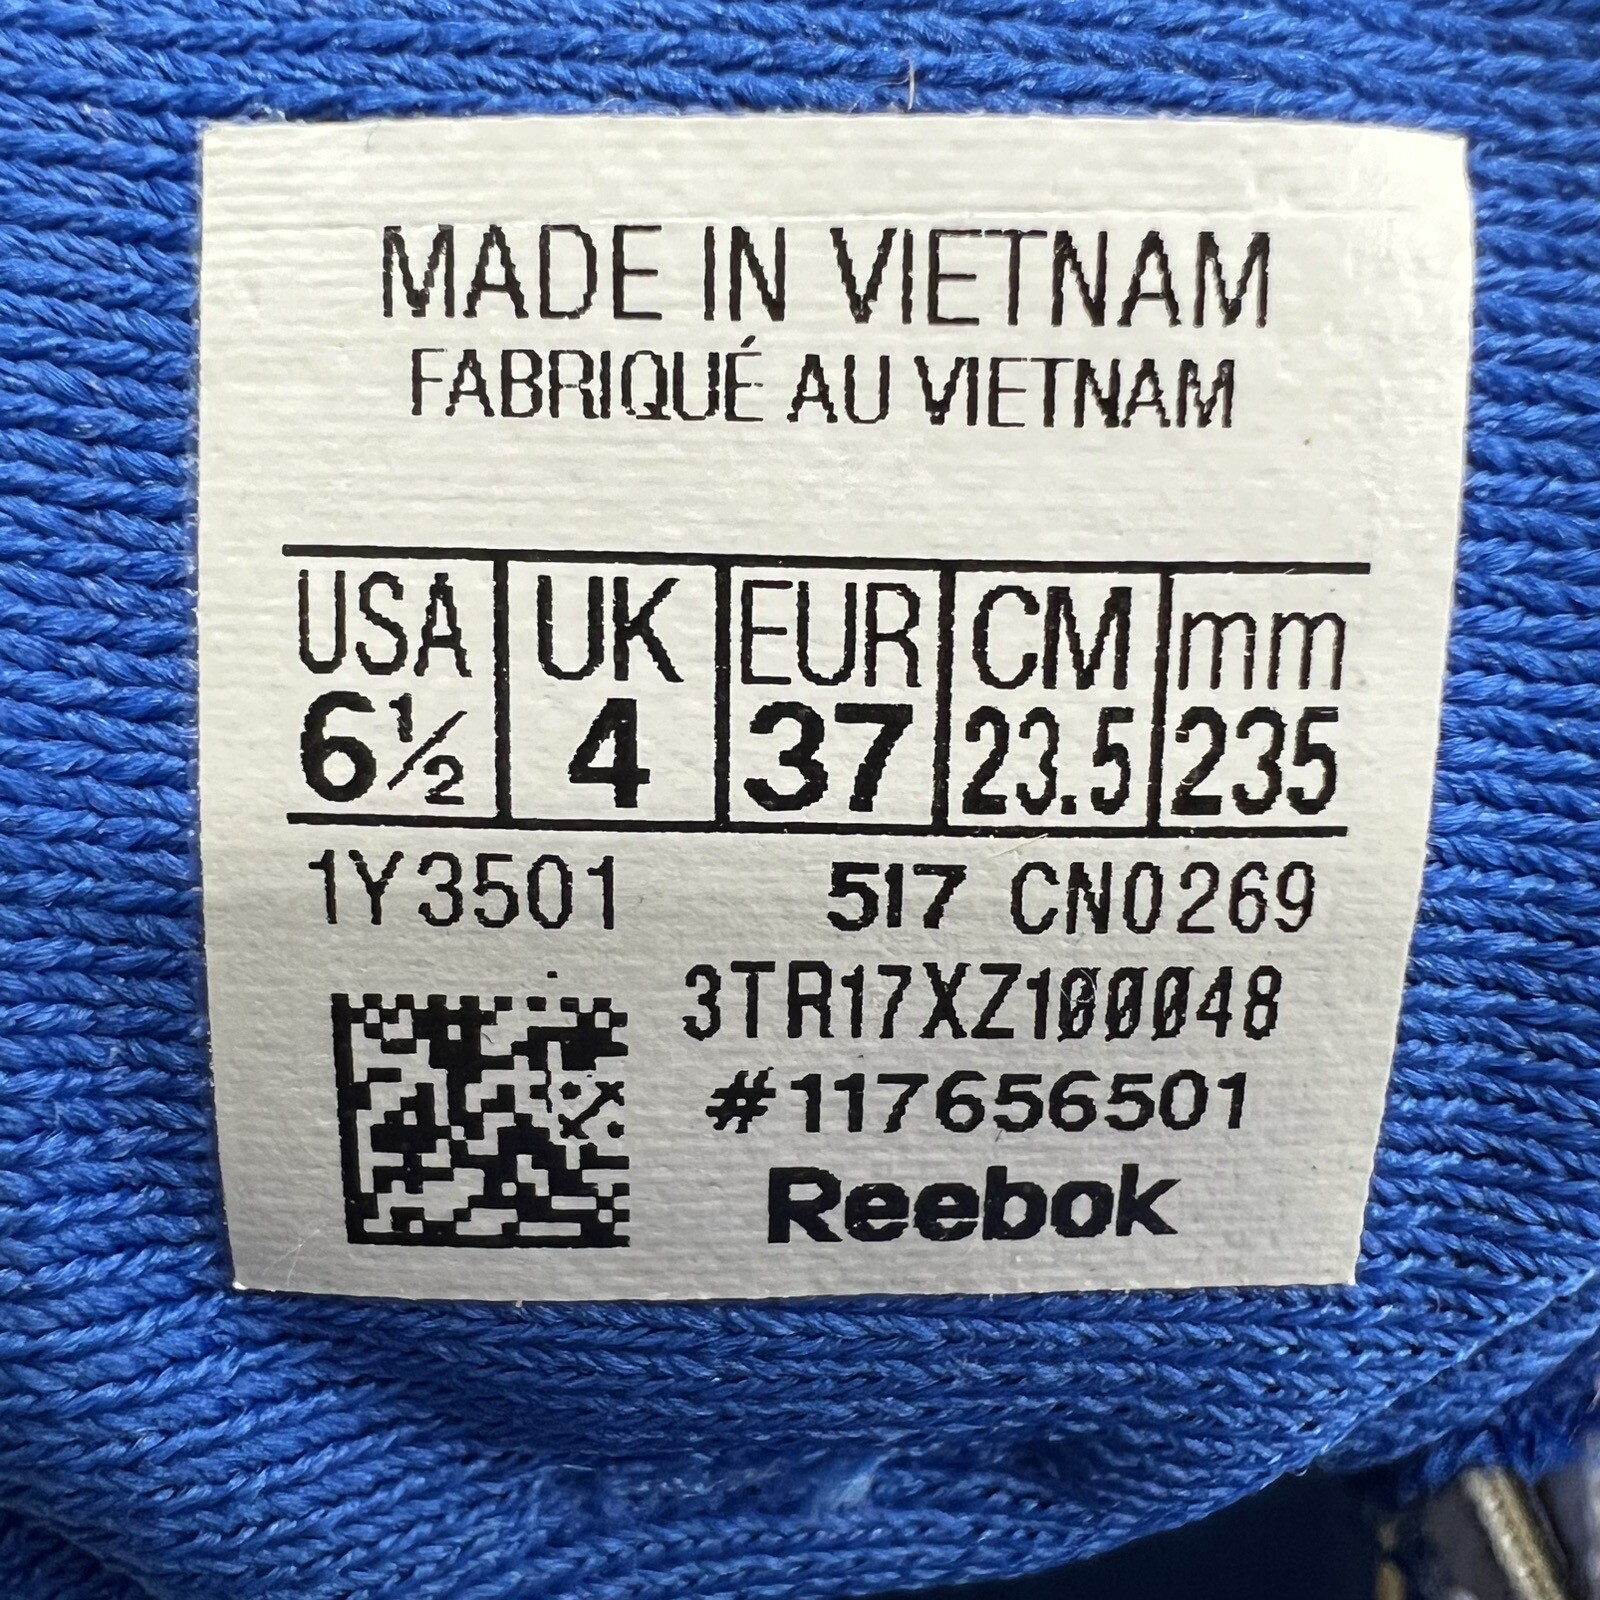 MADE IN VIETNAM
FABRIQUÉ AU VIETNAM
USA UK EUR CM mm
6½ 4 37 23.5 235
1Y3501 517 CN0269
3TR17XZ100048
#117656501
Reebok